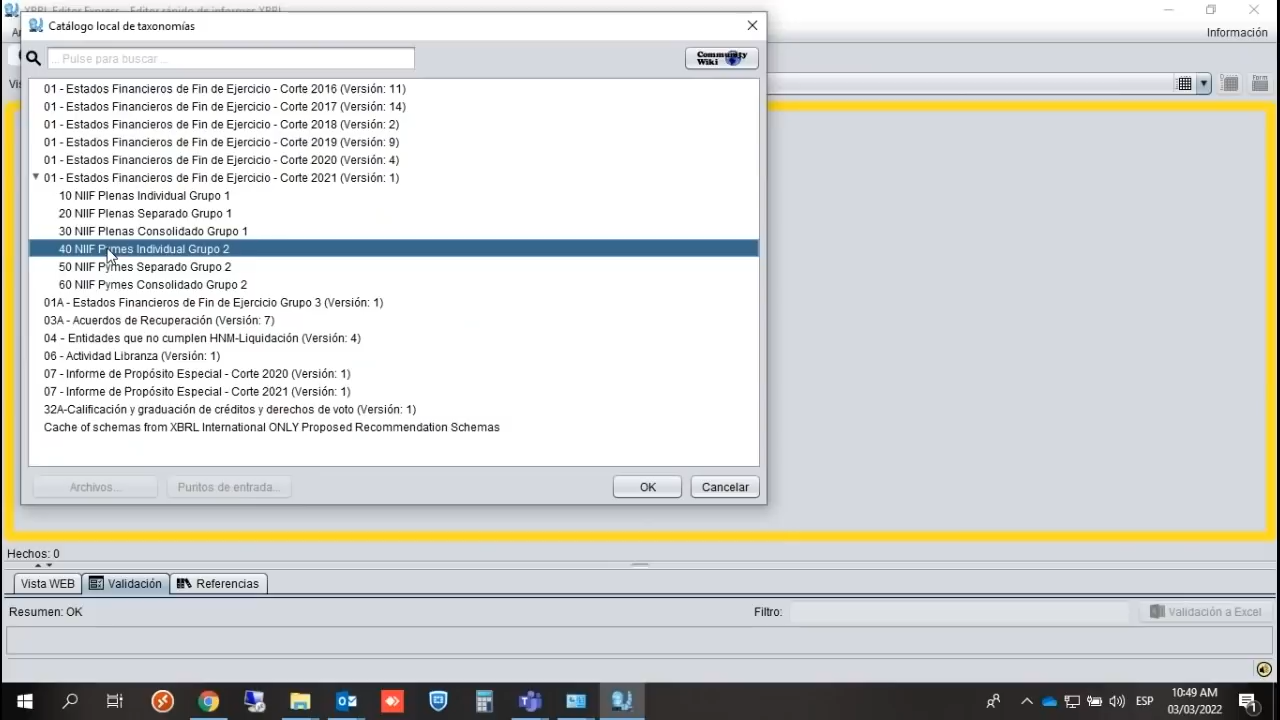 XBRL Editor Express - Editor rápido de informes XBRL
Catálogo local de taxonomías
Información
... Pulse para buscar ...
Community
Wiki
01 - Estados Financieros de Fin de Ejercicio - Corte 2016 (Versión: 11)
01 - Estados Financieros de Fin de Ejercicio - Corte 2017 (Versión: 14)
01 - Estados Financieros de Fin de Ejercicio - Corte 2018 (Versión: 2)
01 - Estados Financieros de Fin de Ejercicio - Corte 2019 (Versión: 9)
01 - Estados Financieros de Fin de Ejercicio - Corte 2020 (Versión: 4)
01 - Estados Financieros de Fin de Ejercicio - Corte 2021 (Versión: 1)
10 NIIF Plenas Individual Grupo 1
20 NIIF Plenas Separado Grupo 1
30 NIIF Plenas Consolidado Grupo 1
40 NIIF Pymes Individual Grupo 2
50 NIIF Pymes Separado Grupo 2
60 NIIF Pymes Consolidado Grupo 2
01A - Estados Financieros de Fin de Ejercicio Grupo 3 (Versión: 1)
03A - Acuerdos de Recuperación (Versión: 7)
04 - Entidades que no cumplen HNM-Liquidación (Versión: 4)
06 - Actividad Libranza (Versión: 1)
07 - Informe de Propósito Especial - Corte 2020 (Versión: 1)
07 - Informe de Propósito Especial - Corte 2021 (Versión: 1)
32A-Calificación y graduación de créditos y derechos de voto (Versión: 1)
Cache of schemas from XBRL International ONLY Proposed Recommendation Schemas
Archivos...
Puntos de entrada...
OK
Cancelar
Hechos: 0
Vista WEB
Validación
Referencias
Resumen: OK
Filtro:
Validación a Excel
ESP
10:49 AM
03/03/2022
1